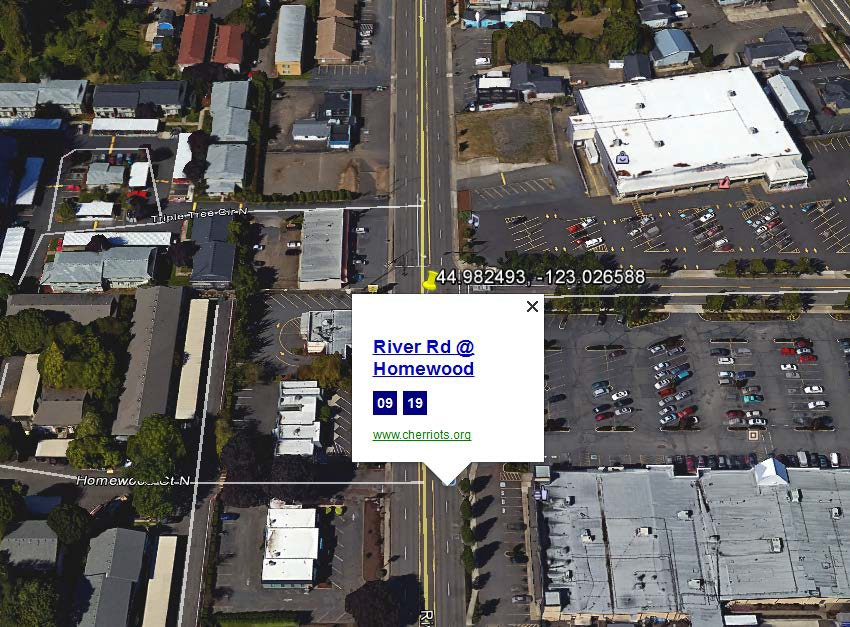 Triple Tree Cir N
44.982493, -123.026588
River Rd @
Homewood
09 19
www.cherriots.org
Homewood Ct N